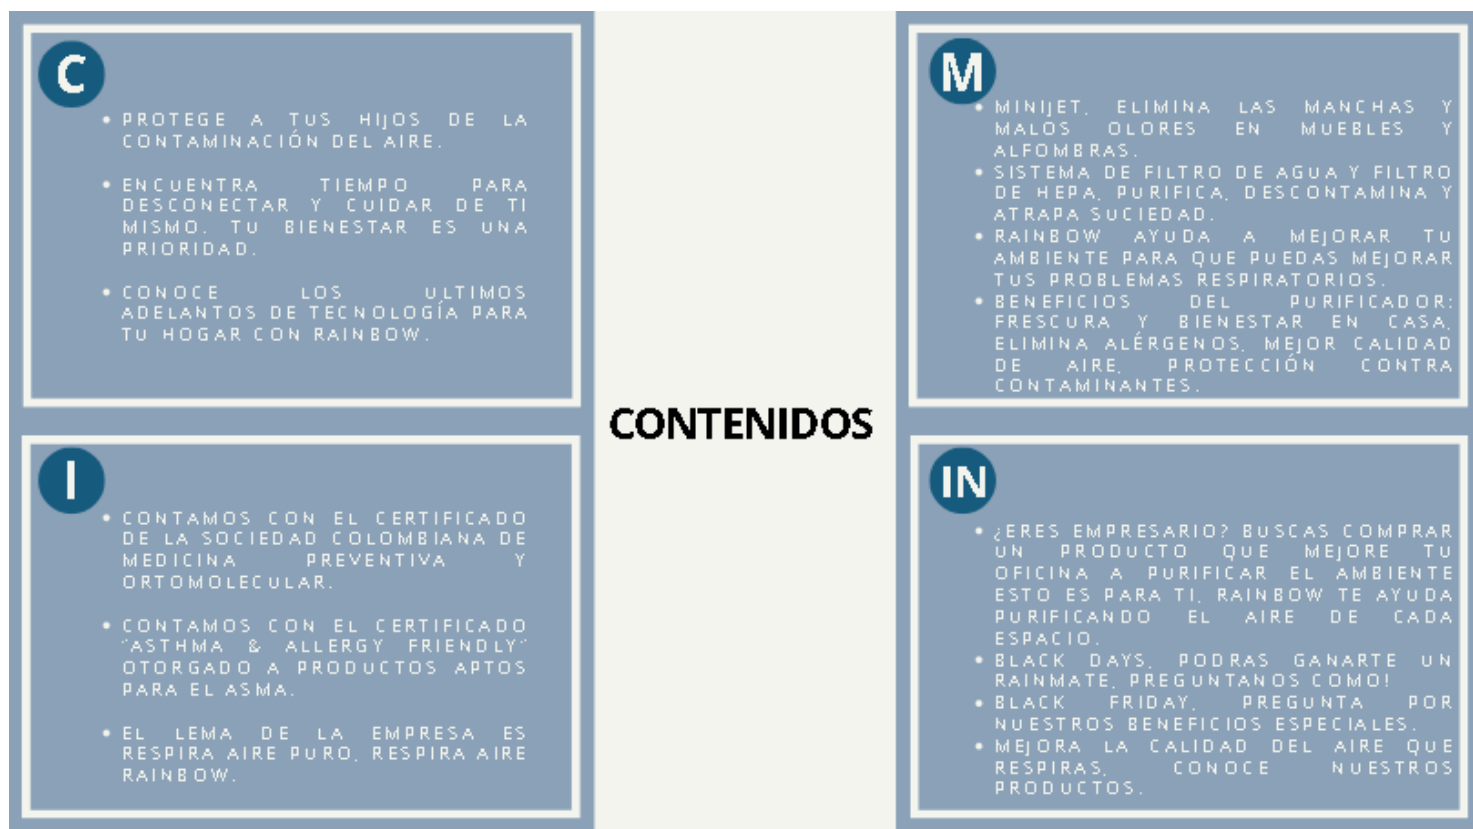 C
• PROTEGE A TUS HIJOS DE LA
CONTAMINACIÓN DEL AIRE.
• ENCUENTRA TIEMPO PARA
DESCONECTAR Y CUIDAR DE TI
MISMO. TU BIENESTAR ES UNA
PRIORIDAD.
• CONOCE LOS ULTIMOS
ADELANTOS DE TECNOLOGÍA PARA
TU HOGAR CON RAINBOW.
I
• CONTAMOS CON EL CERTIFICADO
DE LA SOCIEDAD COLOMBIANA DE
MEDICINA PREVENTIVA Y
ORTOMOLECULAR.
• CONTAMOS CON EL CERTIFICADO
"ASTHMA & ALLERGY FRIENDLY"
OTORGADO A PRODUCTOS APTOS
PARA EL ASMA.
• EL LEMA DE LA EMPRESA ES
RESPIRA AIRE PURO, RESPIRA AIRE
RAINBOW.
CONTENIDOS
M
• MINIJET, ELIMINA LAS MANCHAS Y
MALOS OLORES EN MUEBLES Y
ALFOMBRAS.
• SISTEMA DE FILTRO DE AGUA Y FILTRO
DE HEPA, PURIFICA, DESCONTAMINA Y
ATRAPA SUCIEDAD.
• RAINBOW AYUDA A MEJORAR TU
AMBIENTE PARA QUE PUEDAS MEJORAR
TUS PROBLEMAS RESPIRATORIOS.
• BENEFICIOS DEL PURIFICADOR:
FRESCURA Y BIENESTAR EN CASA,
ELIMINA ALÉRGENOS, MEJOR CALIDAD
DE AIRE, PROTECCIÓN CONTRA
CONTAMINANTES.
IN
• ¿ERES EMPRESARIO? BUSCAS COMPRAR
UN PRODUCTO QUE MEJORE TU
OFICINA A PURIFICAR EL AMBIENTE
ESTO ES PARA TI, RAINBOW TE AYUDA
PURIFICANDO EL AIRE DE CADA
ESPACIO.
• BLACK DAYS, PODRAS GANARTE UN
RAINMATE, PREGUNTANOS COMO!
• BLACK FRIDAY, PREGUNTA POR
NUESTROS BENEFICIOS ESPECIALES.
• MEJORA LA CALIDAD DEL AIRE QUE
RESPIRAS, CONOCE NUESTROS
PRODUCTOS.